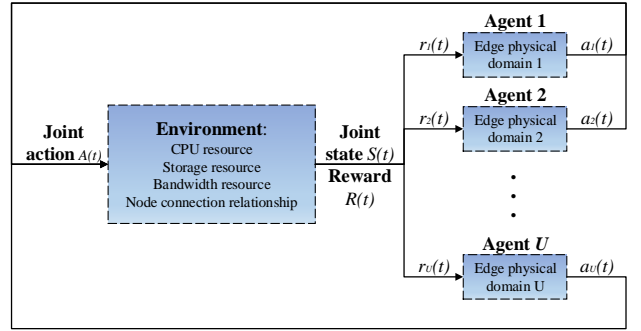 Joint
action A(t)
Environment:
CPU resource
Storage resource
Bandwidth resource
Node connection relationship
Joint
state S(t)
Reward
R(t)
Agent 1
r1(t)
Edge physical
domain 1
a1(t)
Agent 2
r2(t)
Edge physical
domain 2
a2(t)
Agent U
rU(t)
Edge physical
domain U
aU(t)